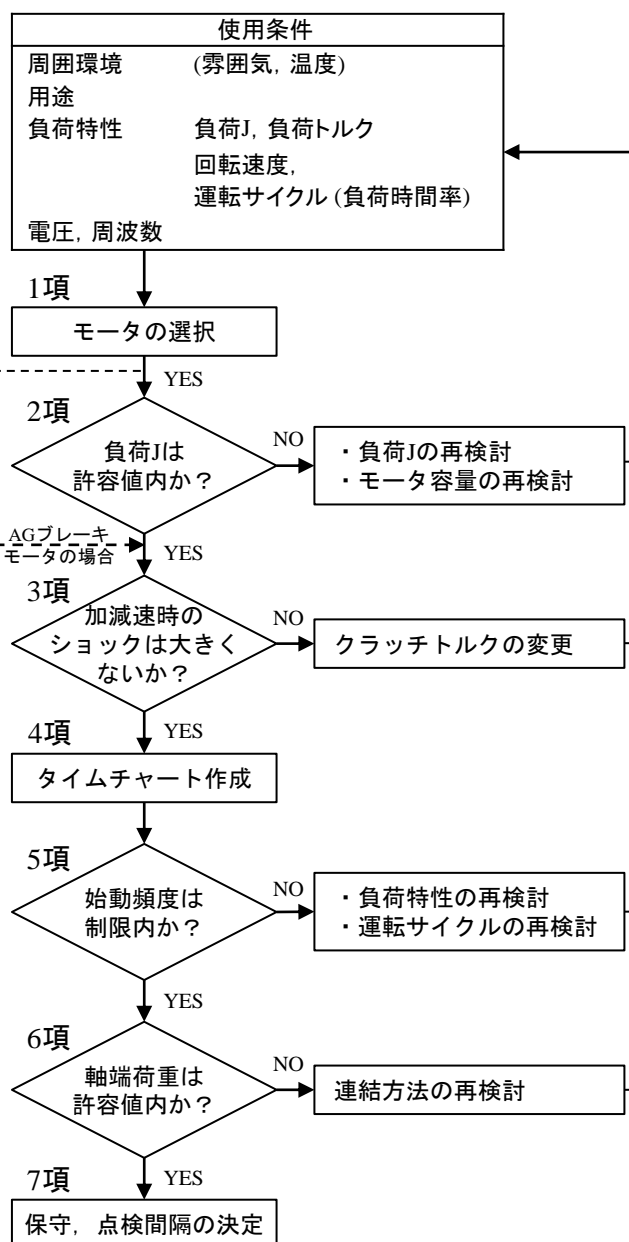 使用条件
周囲環境 (雰囲気, 温度)
用途
負荷特性 負荷J, 負荷トルク
回転速度,
運転サイクル (負荷時間率)
電圧, 周波数
1項
モータの選択
YES
2項
負荷Jは
許容値内か？
NO
・負荷Jの再検討
・モータ容量の再検討
AGブレーキ
モータの場合
YES
3項
加減速時の
ショックは大きく
ないか？
NO
クラッチトルクの変更
YES
4項
タイムチャート作成
5項
始動頻度は
制限内か？
NO
・負荷特性の再検討
・運転サイクルの再検討
YES
6項
軸端荷重は
許容値内か？
NO
連結方法の再検討
YES
7項
保守, 点検間隔の決定